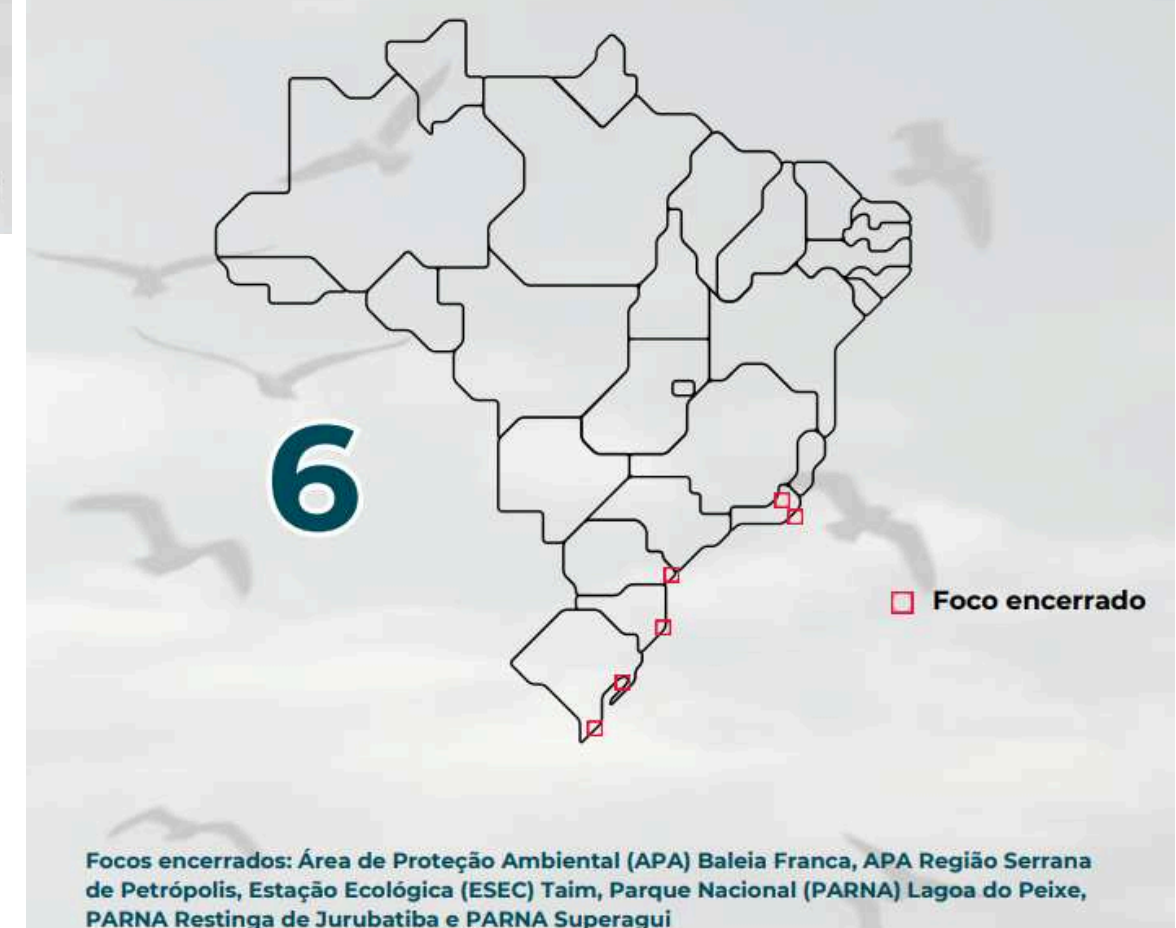 6
Foco encerrado
Focos encerrados: Área de Proteção Ambiental (APA) Baleia Franca, APA Região Serrana
de Petrópolis, Estação Ecológica (ESEC) Taim, Parque Nacional (PARNA) Lagoa do Peixe,
PARNA Restinga de Jurubatiba e PARNA Superagui